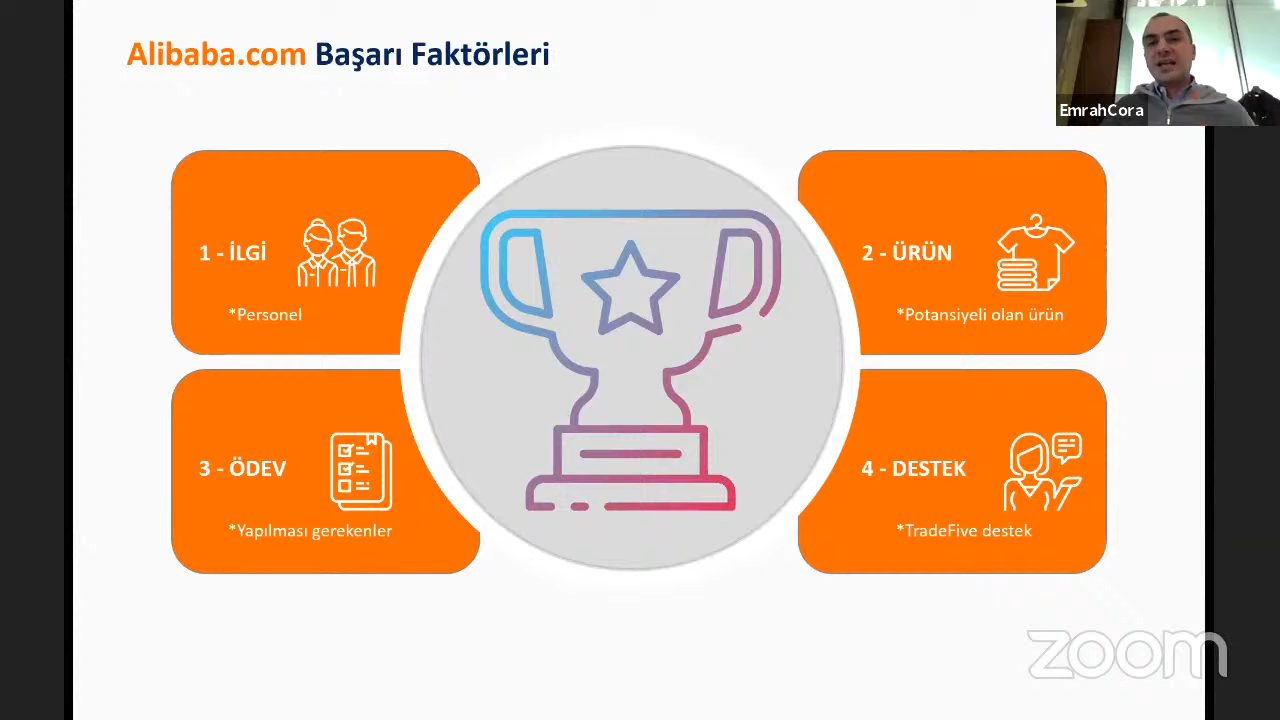 Alibaba.com Başarı Faktörleri
EmrahCora
1 - İLGİ
*Personel
2 - ÜRÜN
*Potansiyeli olan ürün
3 - ÖDEV
*Yapılması gerekenler
4 - DESTEK
*TradeFive destek
zoom